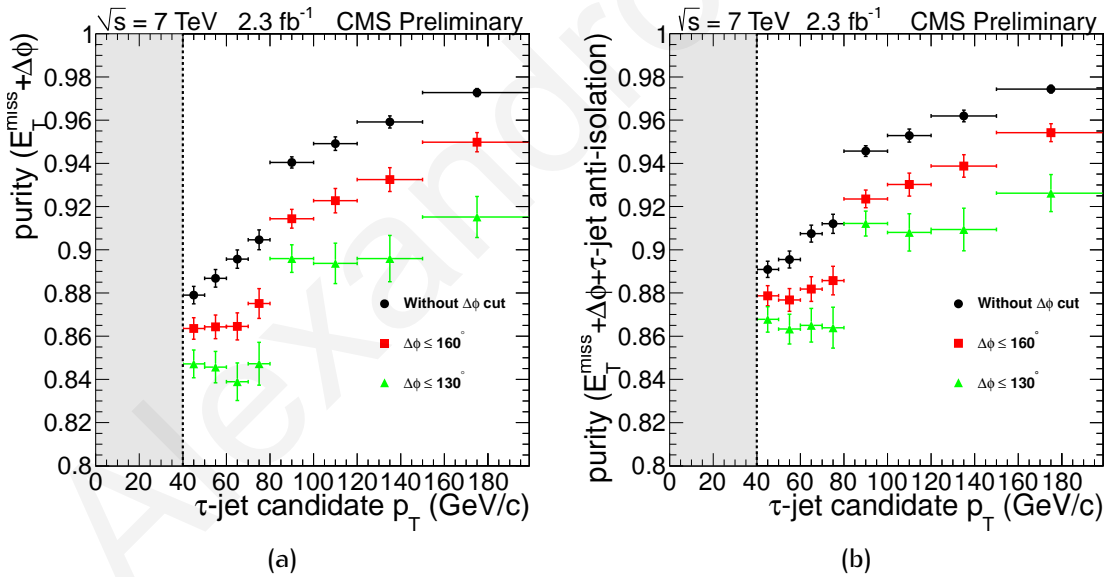 √s = 7 TeV 2.3 fb⁻¹ CMS Preliminary
purity (E_T^miss+Δϕ)
1
0.98
0.96
0.94
0.92
0.9
0.88
0.86
0.84
0.82
0.8
Without Δϕ cut
Δϕ ≤ 160°
Δϕ ≤ 130°
0 20 40 60 80 100 120 140 160 180
τ-jet candidate p_T (GeV/c)
(a)
√s = 7 TeV 2.3 fb⁻¹ CMS Preliminary
purity (E_T^miss+Δϕ+τ-jet anti-isolation)
1
0.98
0.96
0.94
0.92
0.9
0.88
0.86
0.84
0.82
0.8
Without Δϕ cut
Δϕ ≤ 160°
Δϕ ≤ 130°
0 20 40 60 80 100 120 140 160 180
τ-jet candidate p_T (GeV/c)
(b)
Alexandro